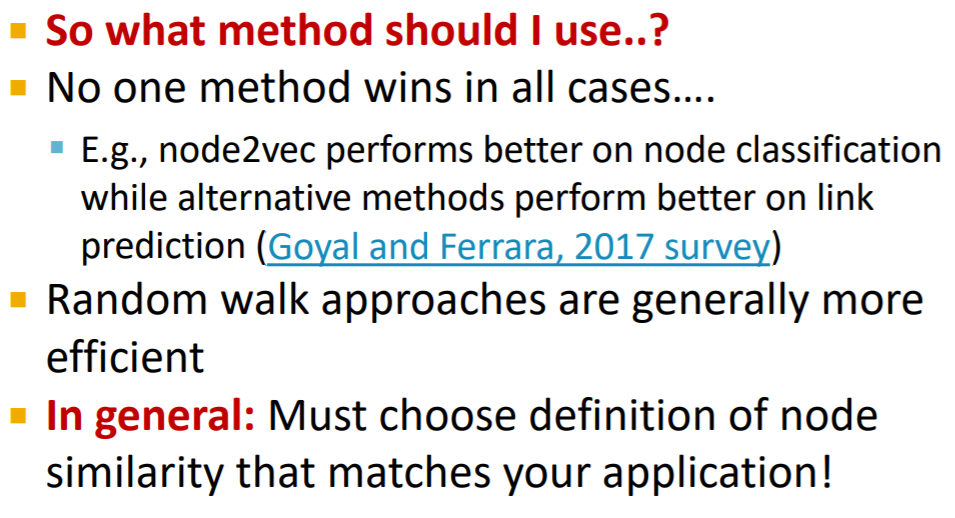 So what method should I use..?
No one method wins in all cases....
E.g., node2vec performs better on node classification
while alternative methods perform better on link
prediction (Goyal and Ferrara, 2017 survey)
Random walk approaches are generally more
efficient
In general: Must choose definition of node
similarity that matches your application!